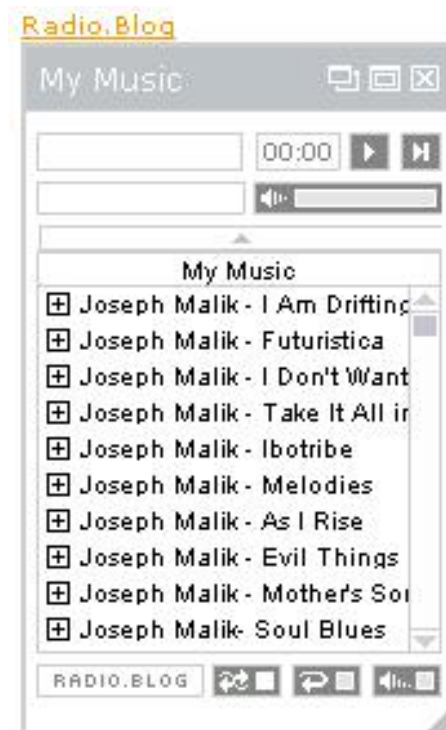 Radio.Blog
My Music
00:00
My Music
Joseph Malik - I Am Drifting
Joseph Malik - Futuristica
Joseph Malik - I Don't Want
Joseph Malik - Take It All in
Joseph Malik - Ibotribe
Joseph Malik - Melodies
Joseph Malik - As I Rise
Joseph Malik - Evil Things
Joseph Malik - Mother's Son
Joseph Malik- Soul Blues
RADIO.BLOG